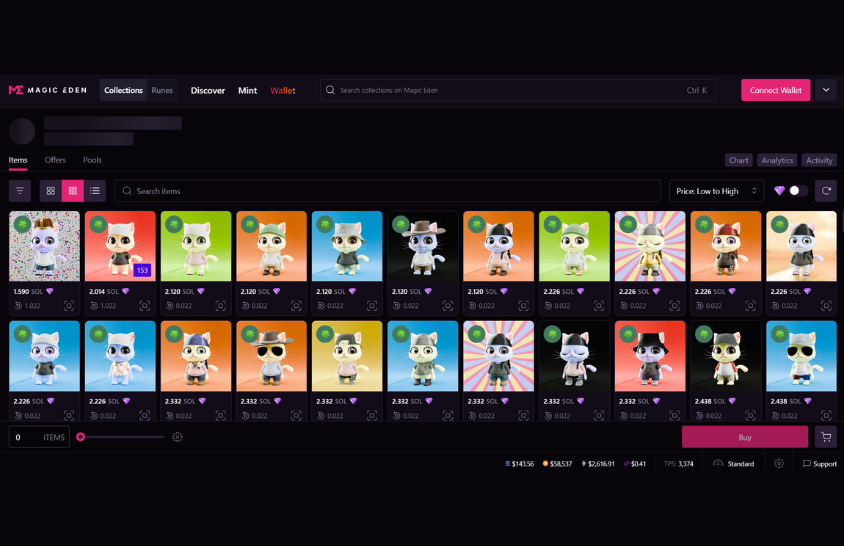 MAGIC EDEN Collections Runes Discover Mint Wallet Search collections on Magic Eden Ctrl K Connect Wallet
Items Offers Pools Chart Analytics Activity
Search items Price: Low to High
153
1.590 SOL 2.014 SOL 2.120 SOL 2.120 SOL 2.120 SOL 2.120 SOL 2.120 SOL 2.226 SOL 2.226 SOL 2.226 SOL 2.226 SOL
1.022 1.022 0.022 0.022 0.022 0.022 0.022 0.022 0.022 0.022 0.022
2.226 SOL 2.226 SOL 2.332 SOL 2.332 SOL 2.332 SOL 2.332 SOL 2.332 SOL 2.332 SOL 2.332 SOL 2.438 SOL 2.438 SOL
0.022 0.022 0.022 0.022 0.022 0.022 0.022 0.022 0.022 0.022 0.022
0 ITEMS Buy
$143.56 $58,537 $2,616.91 $0.41 TPS: 3,374 Standard Support